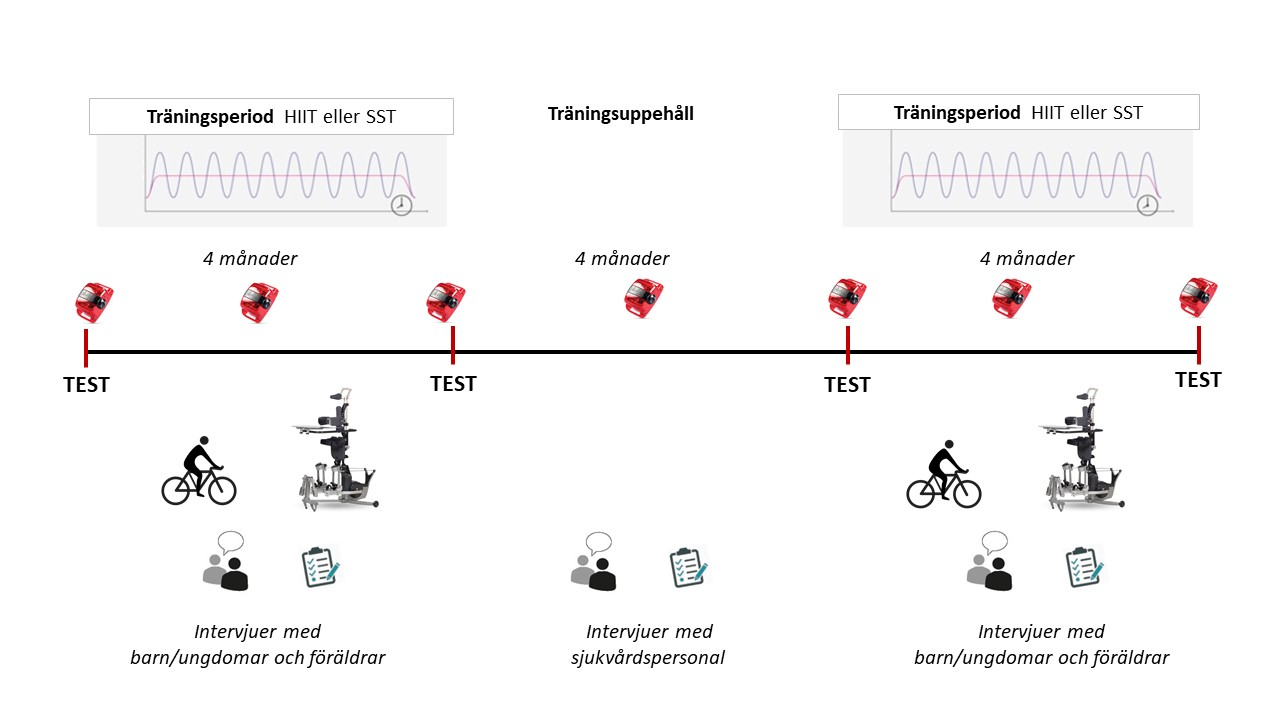 Träningsperiod HIIT eller SST
Träningsuppehåll
Träningsperiod HIIT eller SST
4 månader
4 månader
4 månader
TEST
TEST
TEST
TEST
Intervjuer med
barn/ungdomar och föräldrar
Intervjuer med
sjukvårdspersonal
Intervjuer med
barn/ungdomar och föräldrar